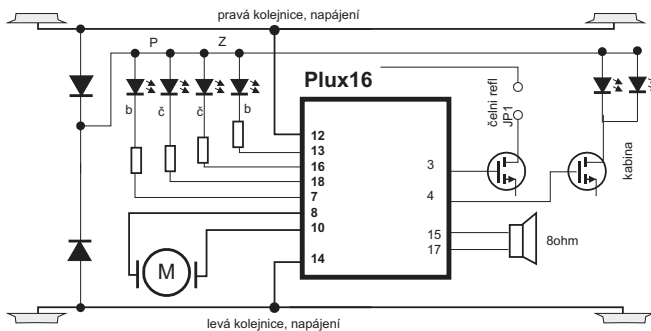 pravá kolejnice, napájení
P Z
Plux16
b č č b
čelni refl
JP1
kabina
12
13
16
18
7
8
10
14
3
4
15
17
M
8ohm
levá kolejnice, napájení